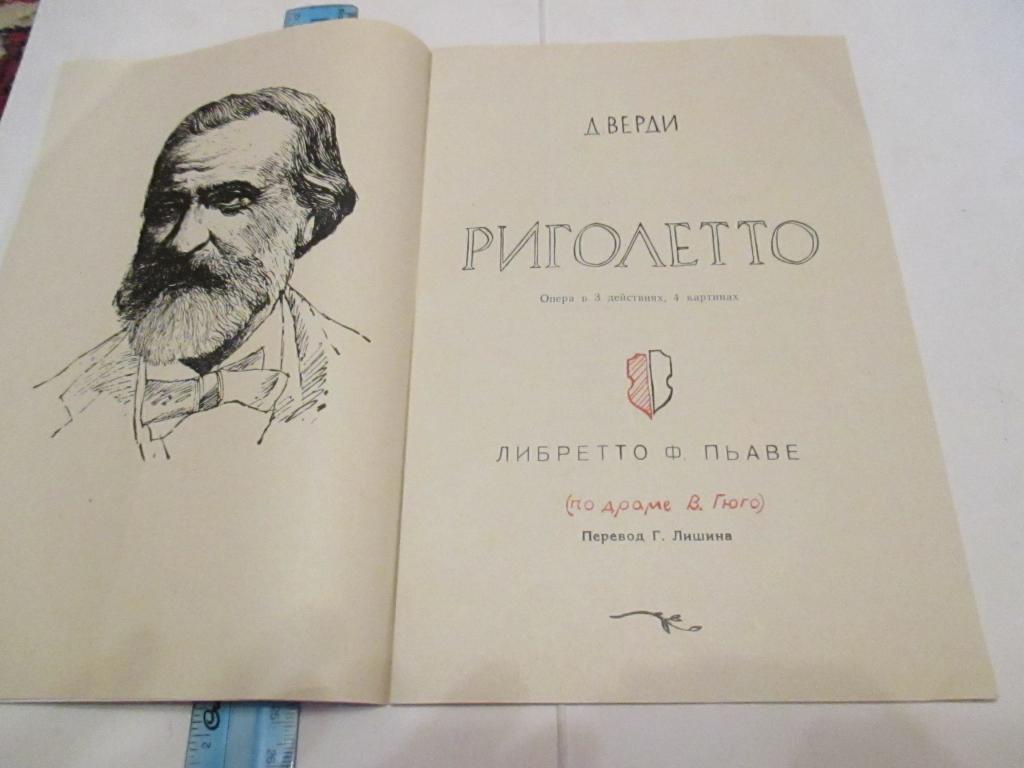 Д. ВЕРДИ
РИГОЛЕТТО
Опера в 3 действиях, 4 картинах
ЛИБРЕТТО Ф. ПЬАВЕ
(по драме В. Гюго)
Перевод Г. Лишина